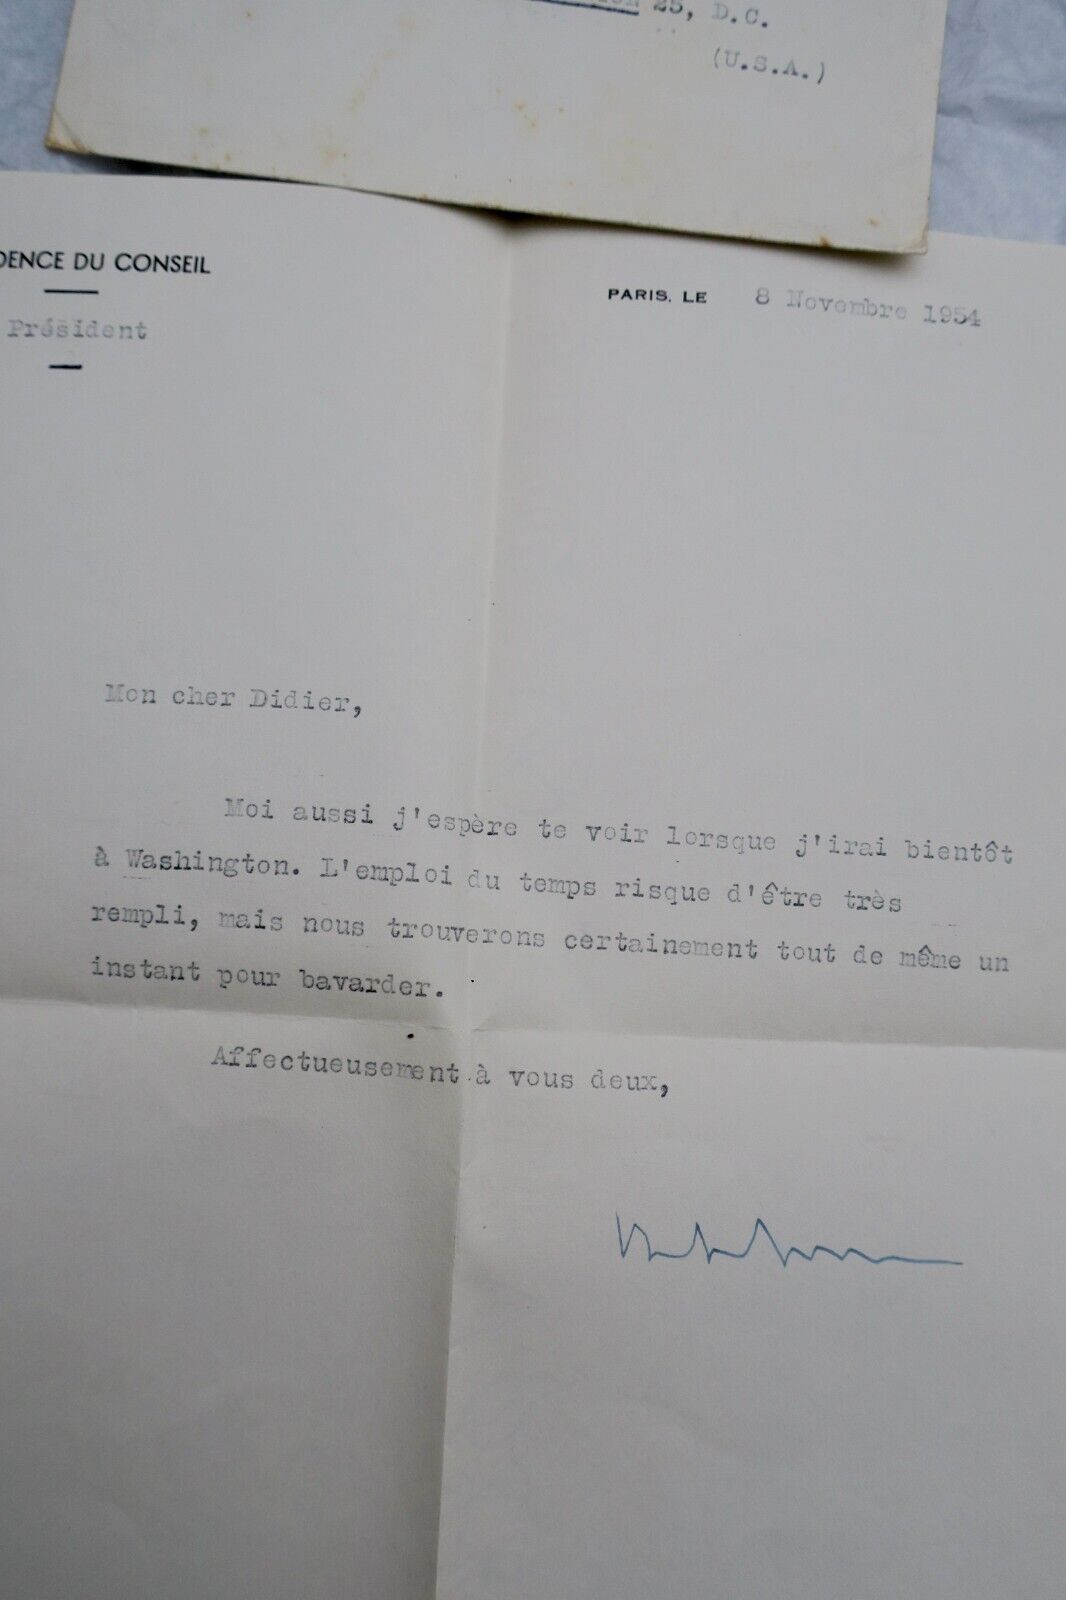 25, D.C.
(U.S.A.)
DENCE DU CONSEIL
Président
PARIS, LE 8 Novembre 1954
Mon cher Didier,
Moi aussi j'espère te voir lorsque j'irai bientôt
à Washington. L'emploi du temps risque d'être très
rempli, mais nous trouverons certainement tout de même un
instant pour bavarder.
Affectueusement à vous deux,